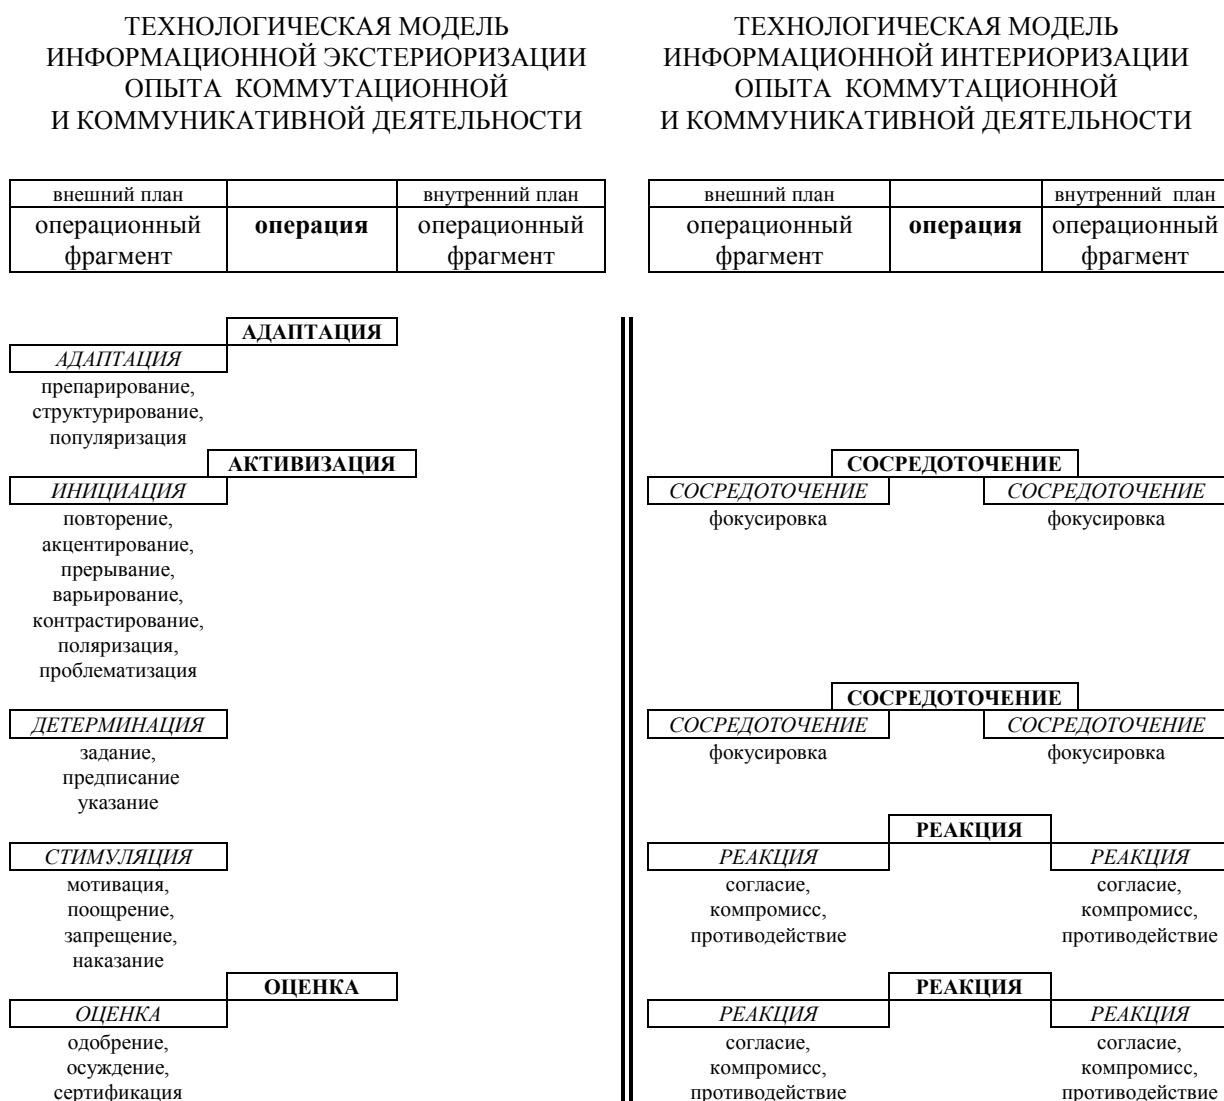 ТЕХНОЛОГИЧЕСКАЯ МОДЕЛЬ
ИНФОРМАЦИОННОЙ ЭКСТЕРИОРИЗАЦИИ
ОПЫТА КОММУТАЦИОННОЙ
И КОММУНИКАТИВНОЙ ДЕЯТЕЛЬНОСТИ
ТЕХНОЛОГИЧЕСКАЯ МОДЕЛЬ
ИНФОРМАЦИОННОЙ ИНТЕРИОРИЗАЦИИ
ОПЫТА КОММУТАЦИОННОЙ
И КОММУНИКАТИВНОЙ ДЕЯТЕЛЬНОСТИ
внешний план внутренний план
операционный операция операционный
фрагмент фрагмент
внешний план внутренний план
операционный операция операционный
фрагмент фрагмент
АДАПТАЦИЯ
АДАПТАЦИЯ
препарирование,
структурирование,
популяризация
АКТИВИЗАЦИЯ
ИНИЦИАЦИЯ
повторение,
акцентирование,
прерывание,
варьирование,
контрастирование,
поляризация,
проблематизация
СОСРЕДОТОЧЕНИЕ
СОСРЕДОТОЧЕНИЕ СОСРЕДОТОЧЕНИЕ
фокусировка фокусировка
ДЕТЕРМИНАЦИЯ
задание,
предписание
указание
СОСРЕДОТОЧЕНИЕ
СОСРЕДОТОЧЕНИЕ СОСРЕДОТОЧЕНИЕ
фокусировка фокусировка
СТИМУЛЯЦИЯ
мотивация,
поощрение,
запрещение,
наказание
РЕАКЦИЯ
РЕАКЦИЯ РЕАКЦИЯ
согласие, согласие,
компромисс, компромисс,
противодействие противодействие
ОЦЕНКА
ОЦЕНКА
одобрение,
осуждение,
сертификация
РЕАКЦИЯ
РЕАКЦИЯ РЕАКЦИЯ
согласие, согласие,
компромисс, компромисс,
противодействие противодействие